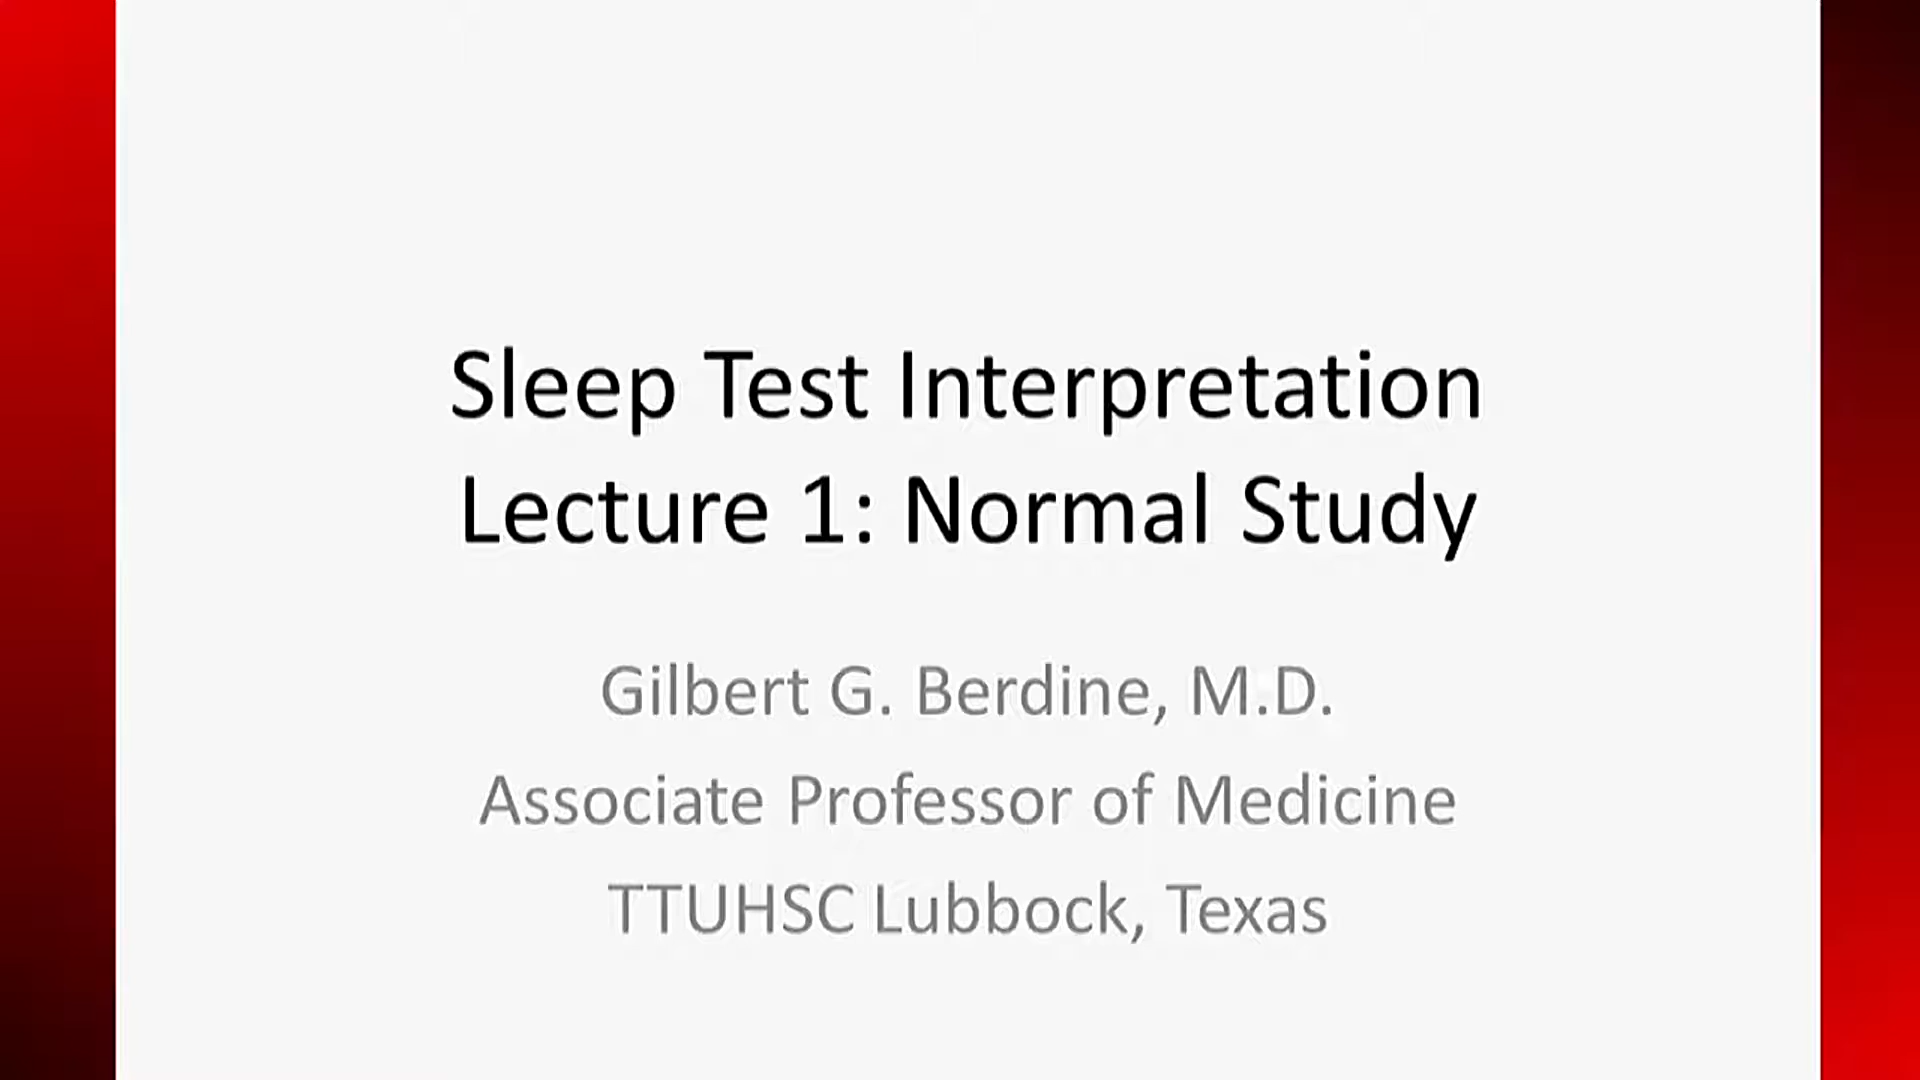 Sleep Test Interpretation
Lecture 1: Normal Study
Gilbert G. Berdine, M.D.
Associate Professor of Medicine
TTUHSC Lubbock, Texas